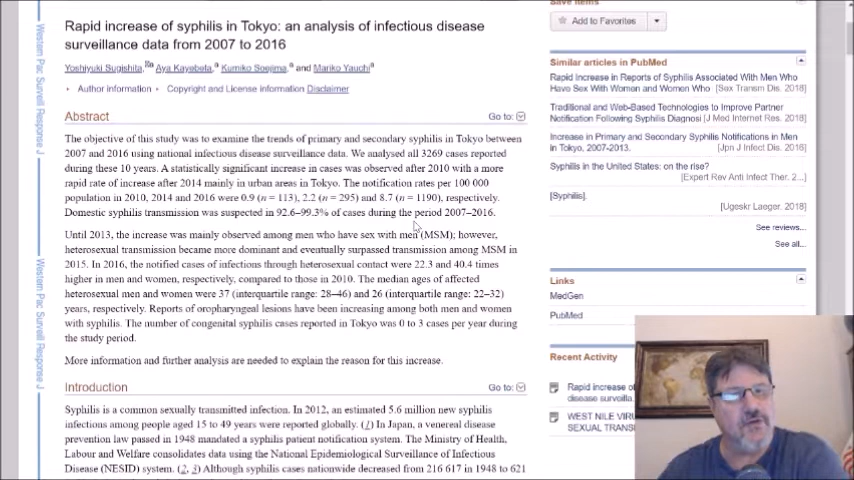 Rapid increase of syphilis in Tokyo: an analysis of infectious disease
surveillance data from 2007 to 2016
Yoshiyuki Sugishita, Aya Kayebeta, Kumiko Soejima, and Mariko Yauchi
Author information
Copyright and License information
Disclaimer
Abstract
Go to:
The objective of this study was to examine the trends of primary and secondary syphilis in Tokyo between
2007 and 2016 using national infectious disease surveillance data. We analysed all 3269 cases reported
during these 10 years. A statistically significant increase in cases was observed after 2010 with a more
rapid rate of increase after 2014 mainly in urban areas in Tokyo. The notification rates per 100 000
population in 2010, 2014 and 2016 were 0.9 (n = 113), 2.2 (n = 295) and 8.7 (n = 1190), respectively.
Domestic syphilis transmission was suspected in 92.6–99.3% of cases during the period 2007–2016.
Until 2013, the increase was mainly observed among men who have sex with men (MSM); however,
heterosexual transmission became more dominant and eventually surpassed transmission among MSM in
2015. In 2016, the notified cases of infections through heterosexual contact were 22.3 and 40.4 times
higher in men and women, respectively, compared to those in 2010. The median ages of affected
heterosexual men and women were 37 (interquartile range: 28–46) and 26 (interquartile range: 22–32)
years, respectively. Reports of oropharyngeal lesions have been increasing among both men and women
with syphilis. The number of congenital syphilis cases reported in Tokyo was 0 to 3 cases per year during
the study period.
More information and further analysis are needed to explain the reason for this increase.
Introduction
Go to:
Syphilis is a common sexually transmitted infection. In 2012, an estimated 5.6 million new syphilis
infections among people aged 15 to 49 years were reported globally. (1) In Japan, a venereal disease
prevention law passed in 1948 mandated a syphilis patient notification system. The Ministry of Health,
Labour and Welfare consolidates data using the National Epidemiological Surveillance of Infectious
Disease (NESID) system. (2, 3) Although syphilis cases nationwide decreased from 216 617 in 1948 to 621
Western Pac Surveill Response J
Western Pac Surveill Response J
Save items
Add to Favorites
Similar articles in PubMed
Rapid Increase in Reports of Syphilis Associated With Men Who
Have Sex With Women and Women Who [Sex Transm Dis. 2018]
Traditional and Web-Based Technologies to Improve Partner
Notification Following Syphilis Diagnosi [J Med Internet Res. 2018]
Increase in Primary and Secondary Syphilis Notifications in Men
in Tokyo, 2007-2013. [Jpn J Infect Dis. 2016]
Syphilis in the United States: on the rise?
[Expert Rev Anti Infect Ther. 2...]
[Syphilis].
[Ugeskr Laeger. 2018]
See reviews...
See all...
Links
MedGen
PubMed
Recent Activity
Rapid increase o
disease surveilla
WEST NILE VIRU
SEXUAL TRANS